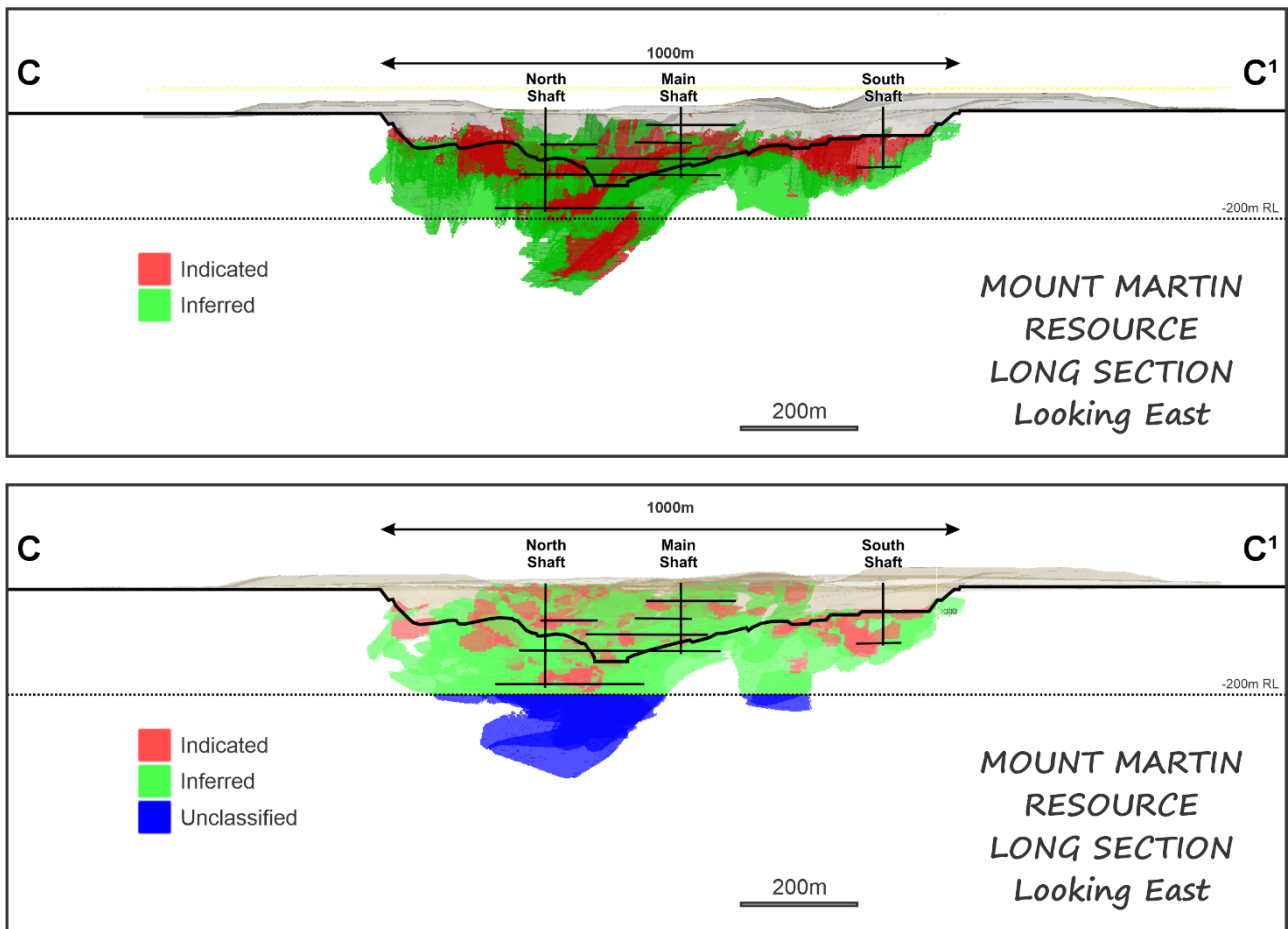 1000m
C
C¹
North
Shaft
Main
Shaft
South
Shaft
-200m RL
Indicated
Inferred
MOUNT MARTIN
RESOURCE
LONG SECTION
Looking East
200m
1000m
C
C¹
North
Shaft
Main
Shaft
South
Shaft
-200m RL
Indicated
Inferred
Unclassified
MOUNT MARTIN
RESOURCE
LONG SECTION
Looking East
200m